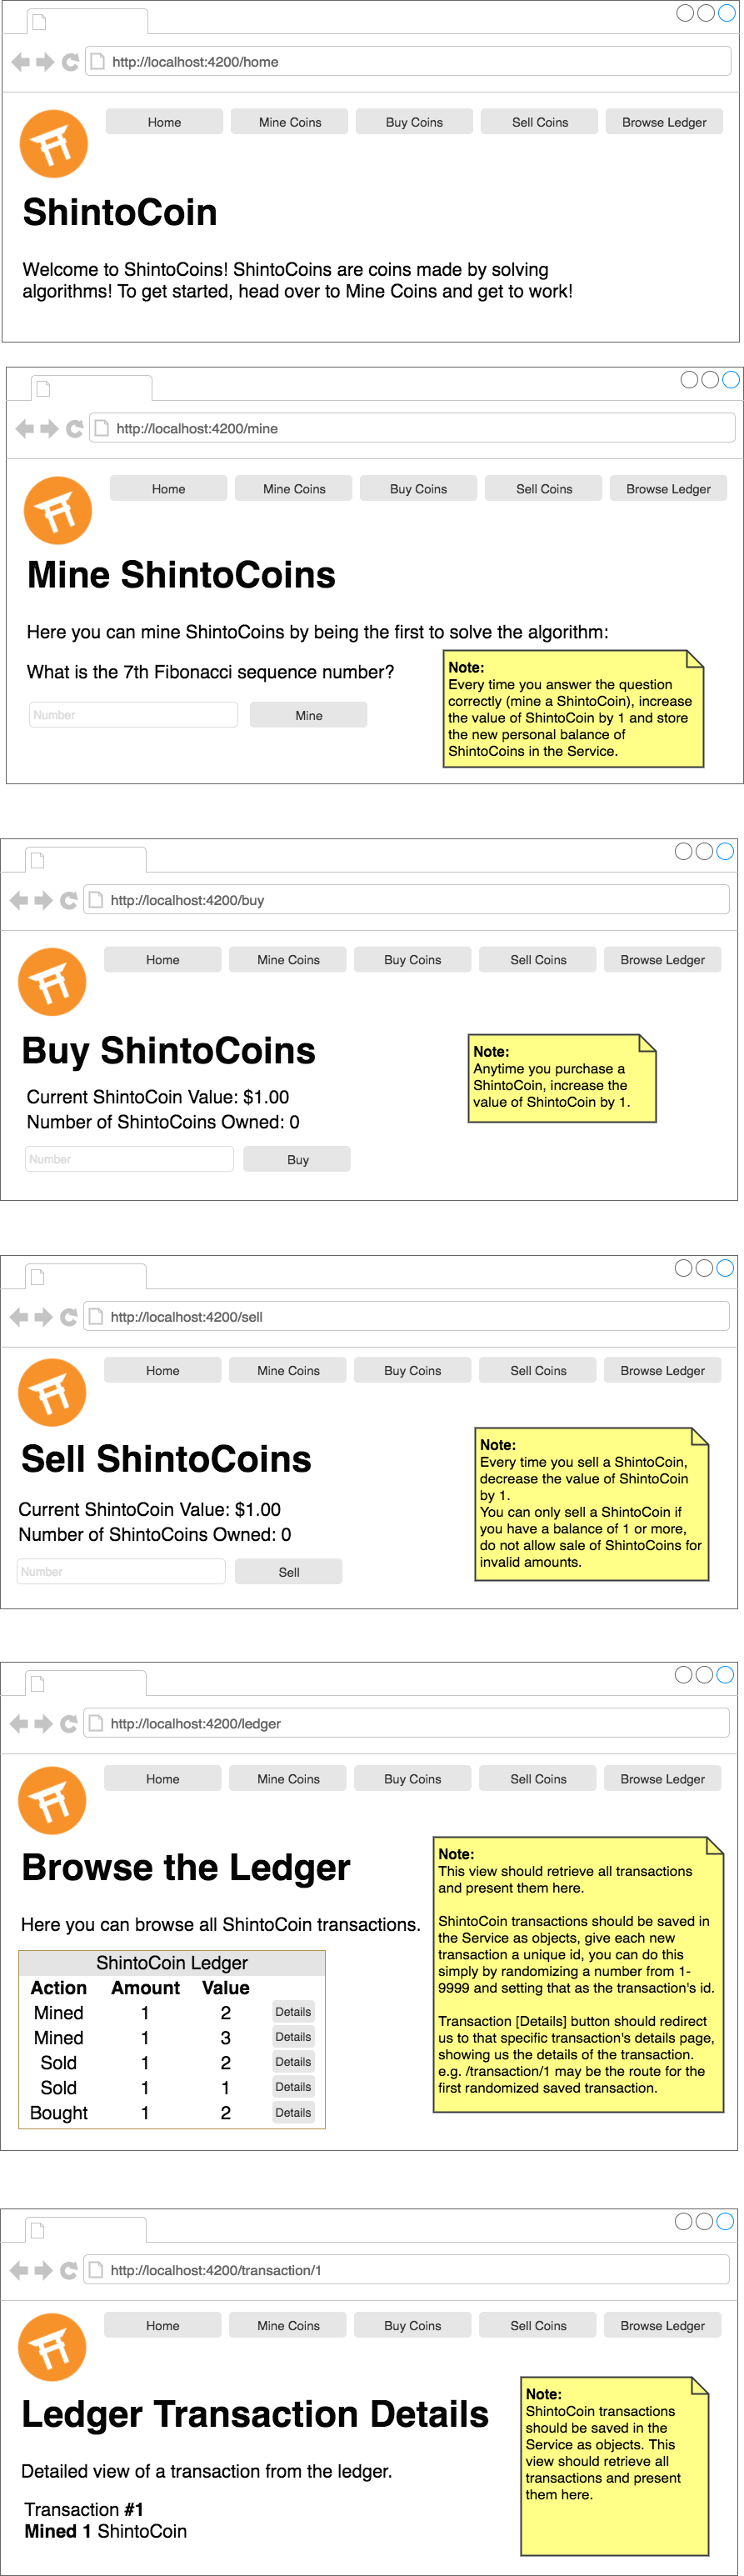 http://localhost:4200/home
Home Mine Coins Buy Coins Sell Coins Browse Ledger
ShintoCoin
Welcome to ShintoCoins! ShintoCoins are coins made by solving
algorithms! To get started, head over to Mine Coins and get to work!
http://localhost:4200/mine
Home Mine Coins Buy Coins Sell Coins Browse Ledger
Mine ShintoCoins
Here you can mine ShintoCoins by being the first to solve the algorithm:
What is the 7th Fibonacci sequence number?
Number Mine
Note:
Every time you answer the question
correctly (mine a ShintoCoin), increase
the value of ShintoCoin by 1 and store
the new personal balance of
ShintoCoins in the Service.
http://localhost:4200/buy
Home Mine Coins Buy Coins Sell Coins Browse Ledger
Buy ShintoCoins
Current ShintoCoin Value: $1.00
Number of ShintoCoins Owned: 0
Number Buy
Note:
Anytime you purchase a
ShintoCoin, increase the
value of ShintoCoin by 1.
http://localhost:4200/sell
Home Mine Coins Buy Coins Sell Coins Browse Ledger
Sell ShintoCoins
Current ShintoCoin Value: $1.00
Number of ShintoCoins Owned: 0
Number Sell
Note:
Every time you sell a ShintoCoin,
decrease the value of ShintoCoin
by 1.
You can only sell a ShintoCoin if
you have a balance of 1 or more,
do not allow sale of ShintoCoins for
invalid amounts.
http://localhost:4200/ledger
Home Mine Coins Buy Coins Sell Coins Browse Ledger
Browse the Ledger
Here you can browse all ShintoCoin transactions.
ShintoCoin Ledger
Action Amount Value
Mined 1 2 Details
Mined 1 3 Details
Sold 1 2 Details
Sold 1 1 Details
Bought 1 2 Details
Note:
This view should retrieve all transactions
and present them here.
ShintoCoin transactions should be saved in
the Service as objects, give each new
transaction a unique id, you can do this
simply by randomizing a number from 1-
9999 and setting that as the transaction's id.
Transaction [Details] button should redirect
us to that specific transaction's details page,
showing us the details of the transaction.
e.g. /transaction/1 may be the route for the
first randomized saved transaction.
http://localhost:4200/transaction/1
Home Mine Coins Buy Coins Sell Coins Browse Ledger
Ledger Transaction Details
Detailed view of a transaction from the ledger.
Transaction #1
Mined 1 ShintoCoin
Note:
ShintoCoin transactions
should be saved in the
Service as objects. This
view should retrieve all
transactions and present
them here.